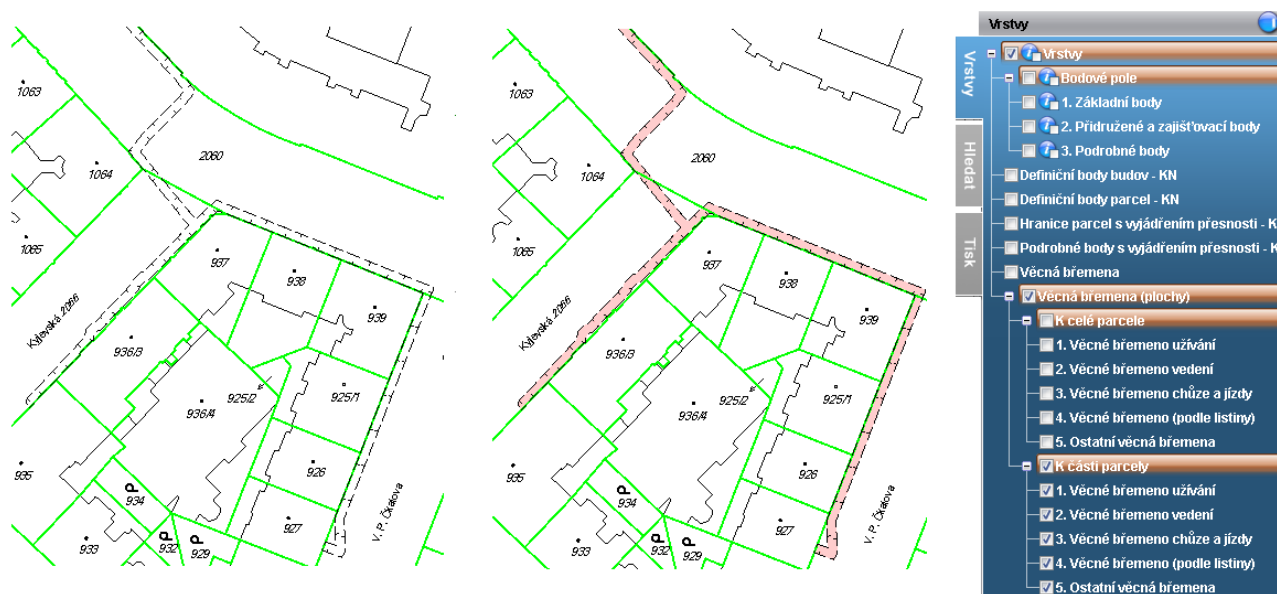 1063
1064
2060
1065
937
938
939
Kyjevská 2066
936/3
936/4
925/2
925/1
926
927
935
P
934
P
932
P
929
933
V. P. Čkalova
1063
1064
2060
1065
937
938
939
Kyjevská 2066
936/3
936/4
925/2
925/1
926
927
935
P
934
P
932
P
929
933
V. P. Čkalova
Vrstvy
Vrstvy
Hledat
Tisk
Vrstvy
Bodové pole
1. Základní body
2. Přidružené a zajišťovací body
3. Podrobné body
Definiční body budov - KN
Definiční body parcel - KN
Hranice parcel s vyjádřením přesnosti - K
Podrobné body s vyjádřením přesnosti - K
Věcná břemena
Věcná břemena (plochy)
K celé parcele
1. Věcné břemeno užívání
2. Věcné břemeno vedení
3. Věcné břemeno chůze a jízdy
4. Věcné břemeno (podle listiny)
5. Ostatní věcná břemena
K části parcely
1. Věcné břemeno užívání
2. Věcné břemeno vedení
3. Věcné břemeno chůze a jízdy
4. Věcné břemeno (podle listiny)
5. Ostatní věcná břemena